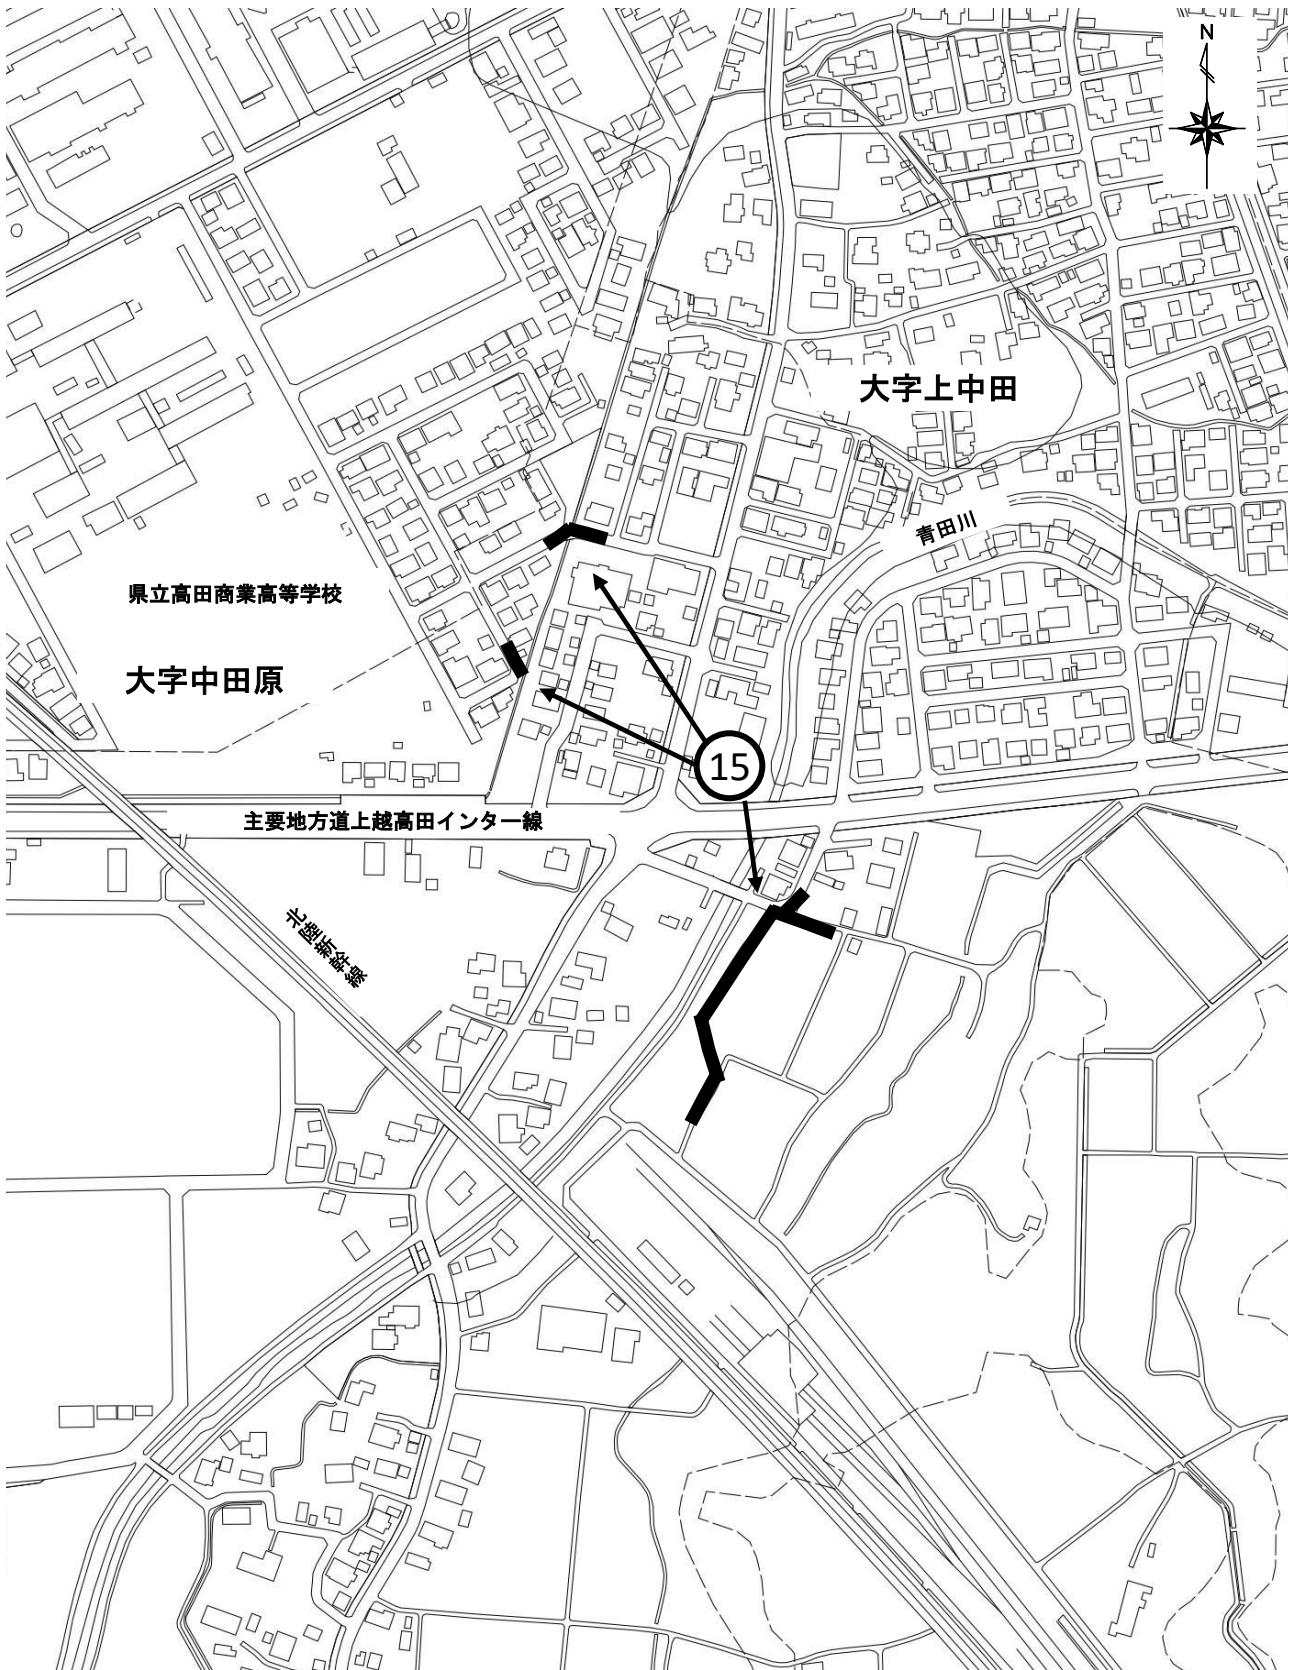 N
大字上中田
青田川
県立高田商業高等学校
大字中田原
15
主要地方道上越高田インター線
北陸新幹線